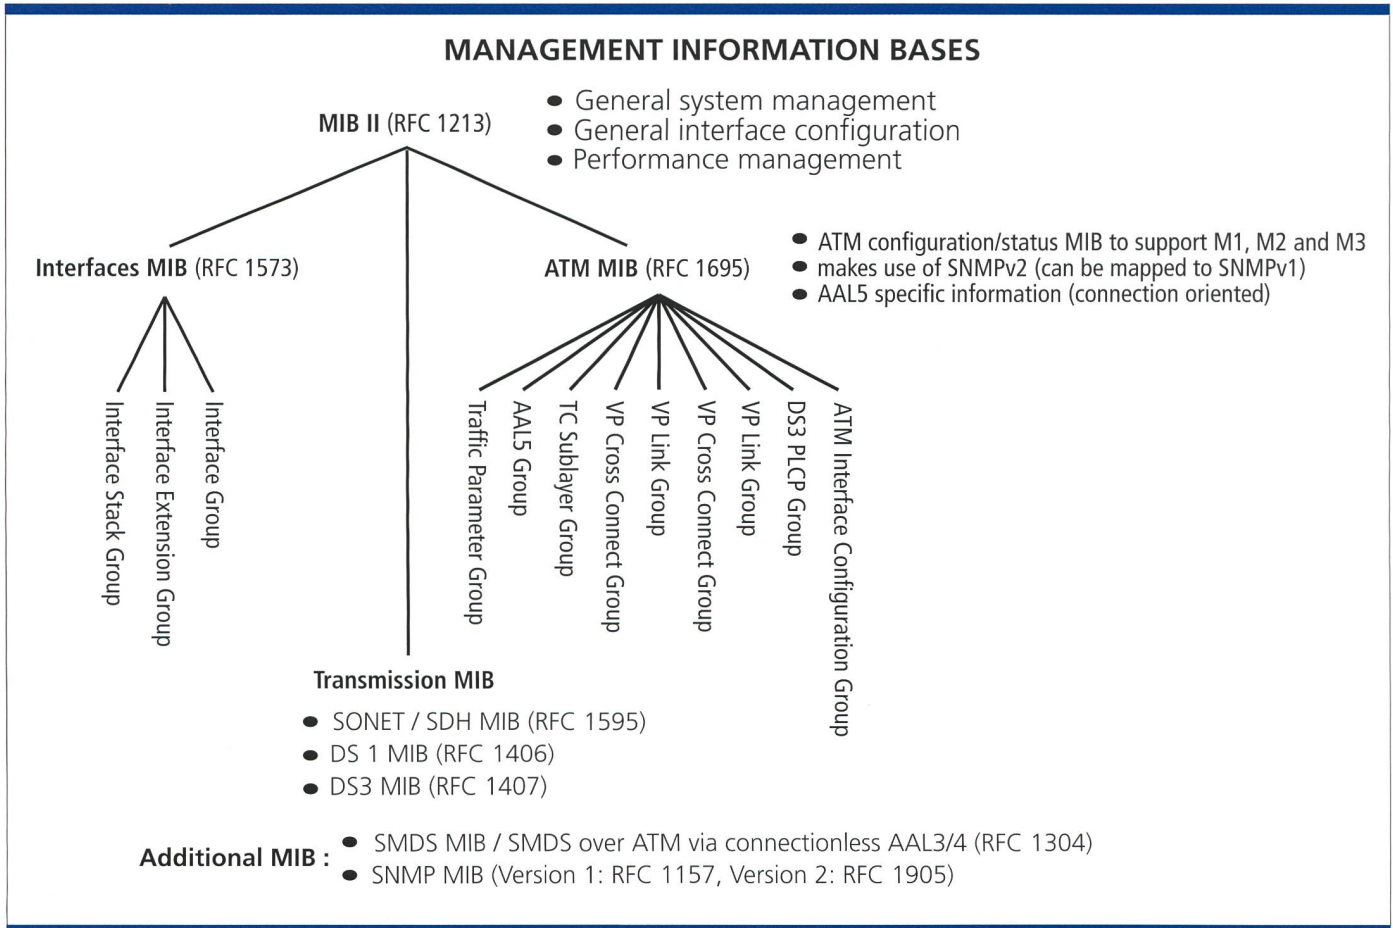 MANAGEMENT INFORMATION BASES
MIB II (RFC 1213)
● General system management
● General interface configuration
● Performance management
Interfaces MIB (RFC 1573)
ATM MIB (RFC 1695)
● ATM configuration/status MIB to support M1, M2 and M3
● makes use of SNMPv2 (can be mapped to SNMPv1)
● AAL5 specific information (connection oriented)
Interface Stack Group
Interface Extension Group
Interface Group
Traffic Parameter Group
AAL5 Group
TC Sublayer Group
VP Cross Connect Group
VP Link Group
VP Cross Connect Group
VP Link Group
DS3 PLCP Group
ATM Interface Configuration Group
Transmission MIB
● SONET / SDH MIB (RFC 1595)
● DS 1 MIB (RFC 1406)
● DS3 MIB (RFC 1407)
Additional MIB :
● SMDS MIB / SMDS over ATM via connectionless AAL3/4 (RFC 1304)
● SNMP MIB (Version 1: RFC 1157, Version 2: RFC 1905)